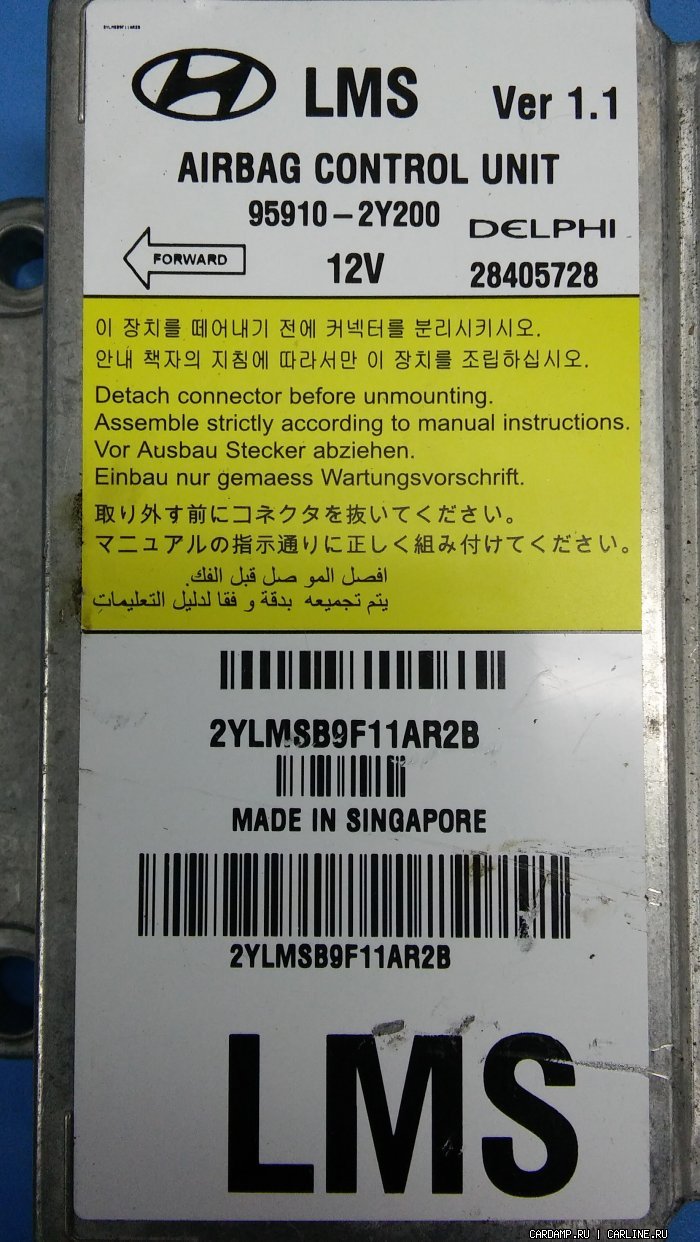 2YLMSB9F11AR2B
LMS Ver 1.1
AIRBAG CONTROL UNIT
95910-2Y200 DELPHI
FORWARD 12V 28405728
이 장치를 떼어내기 전에 커넥터를 분리시키시오.
안내 책자의 지침에 따라서만 이 장치를 조립하십시오.
Detach connector before unmounting.
Assemble strictly according to manual instructions.
Vor Ausbau Stecker abziehen.
Einbau nur gemaess Wartungsvorschrift.
取り外す前にコネクタを抜いてください。
マニュアルの指示通りに正しく組み付けてください。
افصل المو صل قبل الفك.
يتم تجميعه بدقة و فقا لدليل التعليمات
2YLMSB9F11AR2B
MADE IN SINGAPORE
2YLMSB9F11AR2B
LMS
CARDAMP.RU | CARLINE.RU